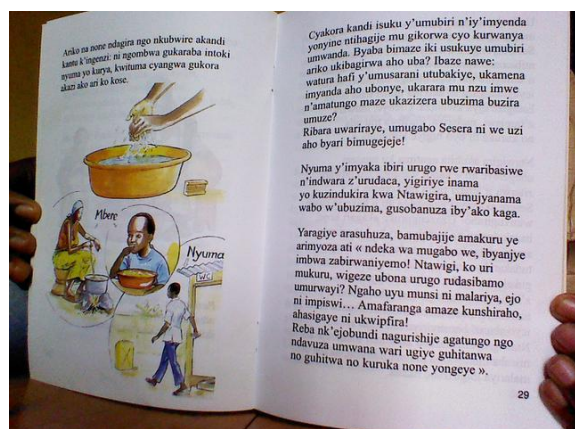 Ariko na none ndagira ngo nkubwire akandi
kantu k'ingenzi: ni ngombwa gukaraba intoki
nyuma yo kurya, kwituma cyangwa gukora
akazi ako ari ko kose.
Mbere
Nyuma
WC
Cyakora kandi isuku y'umubiri n'iy'imyenda
yonyine ntihagije mu gikorwa cyo kurwanya
umwanda. Byaba bimaze iki usukuye umubiri
ariko ukibagirwa aho uba? Ibaze nawe:
watura hafi y'umusarani utubakiye, ukamena
imyanda aho ubonye, ukarara mu nzu imwe
n'amatungo maze ukazizera ubuzima buzira
umuze?
Ribara uwariraye, umugabo Sesera ni we uzi
aho byari bimugejeje!
Nyuma y'imyaka ibiri urugo rwe rwaribasiwe
n'indwara z'urudaca, yigiriye inama
yo kuzindukira kwa Ntawigira, umujyanama
wabo w'ubuzima, gusobanuza iby'ako kaga.
Yaragiye arasuhuza, bamubajije amakuru ye
arimyoza ati « ndeka wa mugabo we, ibyanjye
imbwa zabirwaniyemo! Ntawigi, ko uri
mukuru, wigeze ubona urugo rudasibamo
umurwayi? Ngaho uyu munsi ni malariya, ejo
ni impiswi… Amafaranga amaze kunshiraho,
ahasigaye ni ukwipfira!
Reba nk'ejobundi nagurishije agatungo ngo
ndavuza umwana wari ugiye guhitanwa
no guhitwa no kuruka none yongeye ».
29